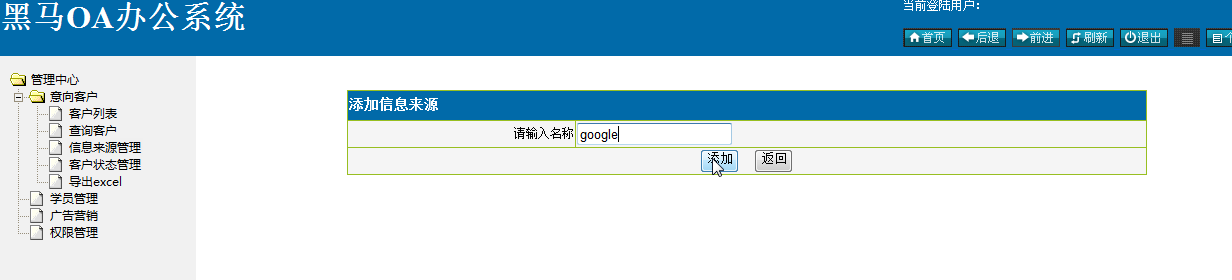 黑马OA办公系统
当前登陆用户：
首页 后退 前进 刷新 退出
管理中心
意向客户
客户列表
查询客户
信息来源管理
客户状态管理
导出excel
学员管理
广告营销
权限管理
添加信息来源
请输入名称 google
添加 返回